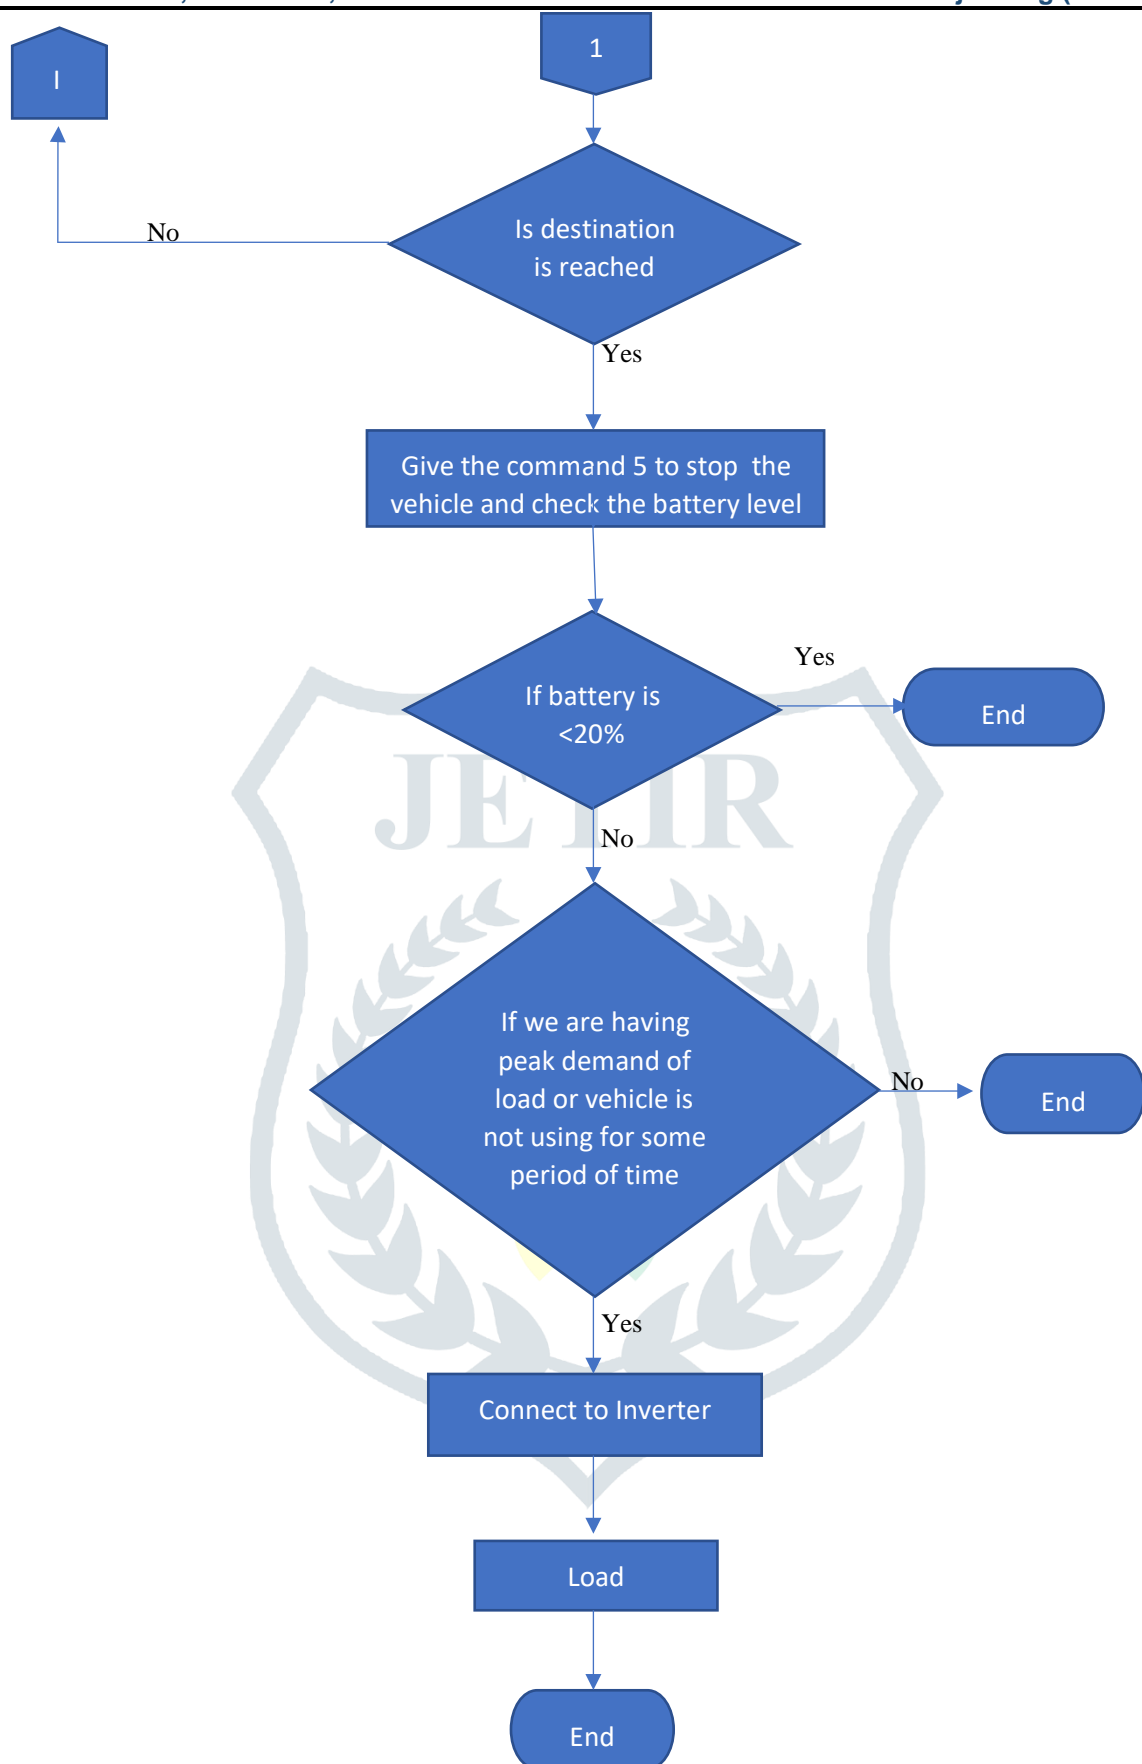 I
1
Is destination
is reached
No
Yes
Give the command 5 to stop  the
vehicle and check the battery level
If battery is
<20%
Yes
End
JETIR
No
If we are having
peak demand of
load or vehicle is
not using for some
period of time
No
End
Yes
Connect to Inverter
Load
End